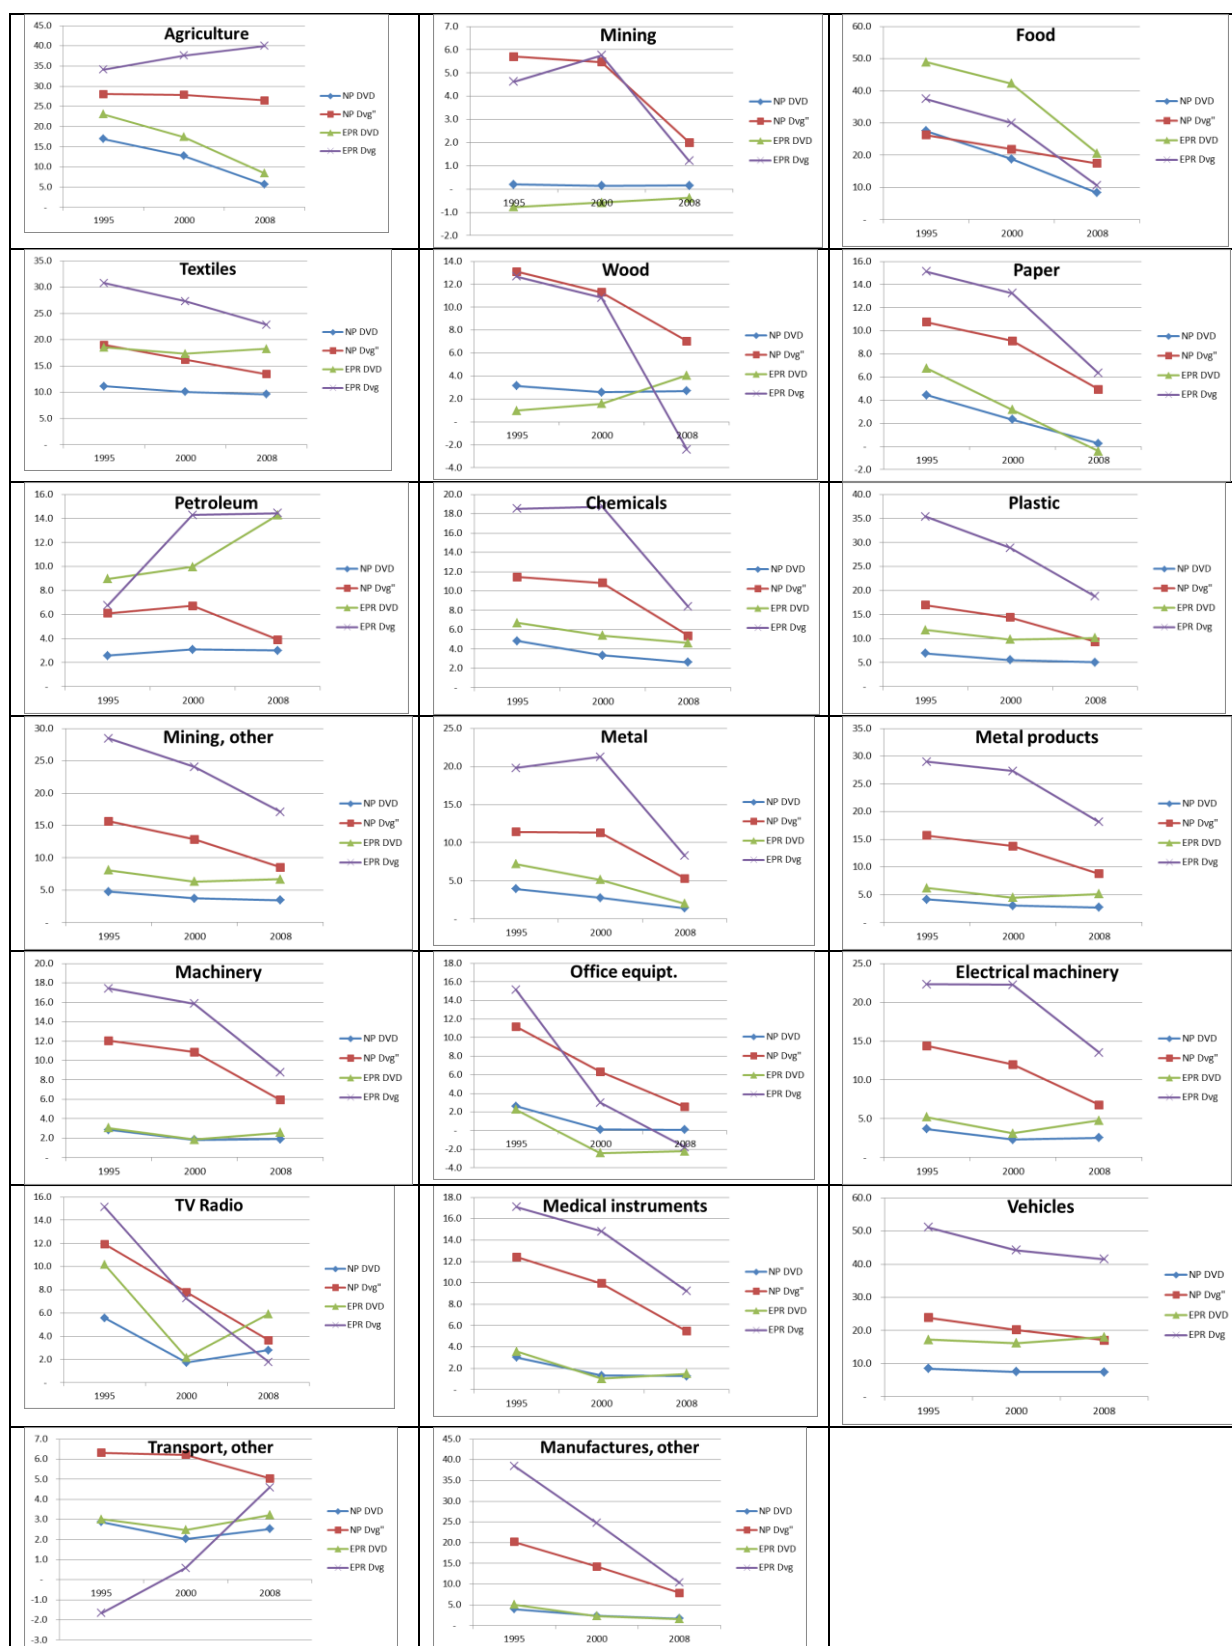 Agriculture
45.0
40.0
35.0
30.0
25.0
20.0
15.0
10.0
5.0
-
1995 2000 2008
NP DVD
NP Dvg"
EPR DVD
EPR Dvg
Mining
7.0
6.0
5.0
4.0
3.0
2.0
1.0
-
-1.0
-2.0
1995 2000 2008
NP DVD
NP Dvg"
EPR DVD
EPR Dvg
Food
60.0
50.0
40.0
30.0
20.0
10.0
-
1995 2000 2008
NP DVD
NP Dvg"
EPR DVD
EPR Dvg
Textiles
35.0
30.0
25.0
20.0
15.0
10.0
5.0
-
1995 2000 2008
NP DVD
NP Dvg"
EPR DVD
EPR Dvg
Wood
14.0
12.0
10.0
8.0
6.0
4.0
2.0
-
-2.0
-4.0
1995 2000 2008
NP DVD
NP Dvg"
EPR DVD
EPR Dvg
Paper
16.0
14.0
12.0
10.0
8.0
6.0
4.0
2.0
-
-2.0
1995 2000 2008
NP DVD
NP Dvg"
EPR DVD
EPR Dvg
Petroleum
16.0
14.0
12.0
10.0
8.0
6.0
4.0
2.0
-
1995 2000 2008
NP DVD
NP Dvg"
EPR DVD
EPR Dvg
Chemicals
20.0
18.0
16.0
14.0
12.0
10.0
8.0
6.0
4.0
2.0
-
1995 2000 2008
NP DVD
NP Dvg"
EPR DVD
EPR Dvg
Plastic
40.0
35.0
30.0
25.0
20.0
15.0
10.0
5.0
-
1995 2000 2008
NP DVD
NP Dvg"
EPR DVD
EPR Dvg
Mining, other
30.0
25.0
20.0
15.0
10.0
5.0
-
1995 2000 2008
NP DVD
NP Dvg"
EPR DVD
EPR Dvg
Metal
25.0
20.0
15.0
10.0
5.0
-
1995 2000 2008
NP DVD
NP Dvg"
EPR DVD
EPR Dvg
Metal products
35.0
30.0
25.0
20.0
15.0
10.0
5.0
-
1995 2000 2008
NP DVD
NP Dvg"
EPR DVD
EPR Dvg
Machinery
20.0
18.0
16.0
14.0
12.0
10.0
8.0
6.0
4.0
2.0
-
1995 2000 2008
NP DVD
NP Dvg"
EPR DVD
EPR Dvg
Office equipt.
18.0
16.0
14.0
12.0
10.0
8.0
6.0
4.0
2.0
-
-2.0
-4.0
1995 2000 2008
NP DVD
NP Dvg"
EPR DVD
EPR Dvg
Electrical machinery
25.0
20.0
15.0
10.0
5.0
-
1995 2000 2008
NP DVD
NP Dvg"
EPR DVD
EPR Dvg
TV Radio
16.0
14.0
12.0
10.0
8.0
6.0
4.0
2.0
-
1995 2000 2008
NP DVD
NP Dvg"
EPR DVD
EPR Dvg
Medical instruments
18.0
16.0
14.0
12.0
10.0
8.0
6.0
4.0
2.0
-
1995 2000 2008
NP DVD
NP Dvg"
EPR DVD
EPR Dvg
Vehicles
60.0
50.0
40.0
30.0
20.0
10.0
-
1995 2000 2008
NP DVD
NP Dvg"
EPR DVD
EPR Dvg
Transport, other
7.0
6.0
5.0
4.0
3.0
2.0
1.0
-
-1.0
-2.0
-3.0
1995 2000 2008
NP DVD
NP Dvg"
EPR DVD
EPR Dvg
Manufactures, other
45.0
40.0
35.0
30.0
25.0
20.0
15.0
10.0
5.0
-
1995 2000 2008
NP DVD
NP Dvg"
EPR DVD
EPR Dvg